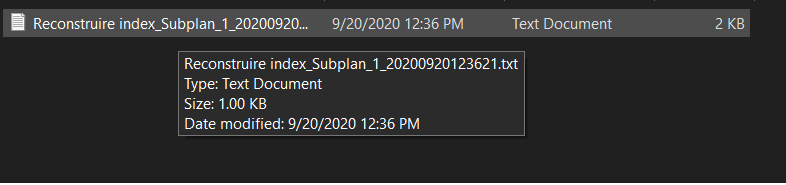 Reconstruire index_Subplan_1_20200920... 9/20/2020 12:36 PM Text Document 2 KB
Reconstruire index_Subplan_1_20200920123621.txt
Type: Text Document
Size: 1.00 KB
Date modified: 9/20/2020 12:36 PM